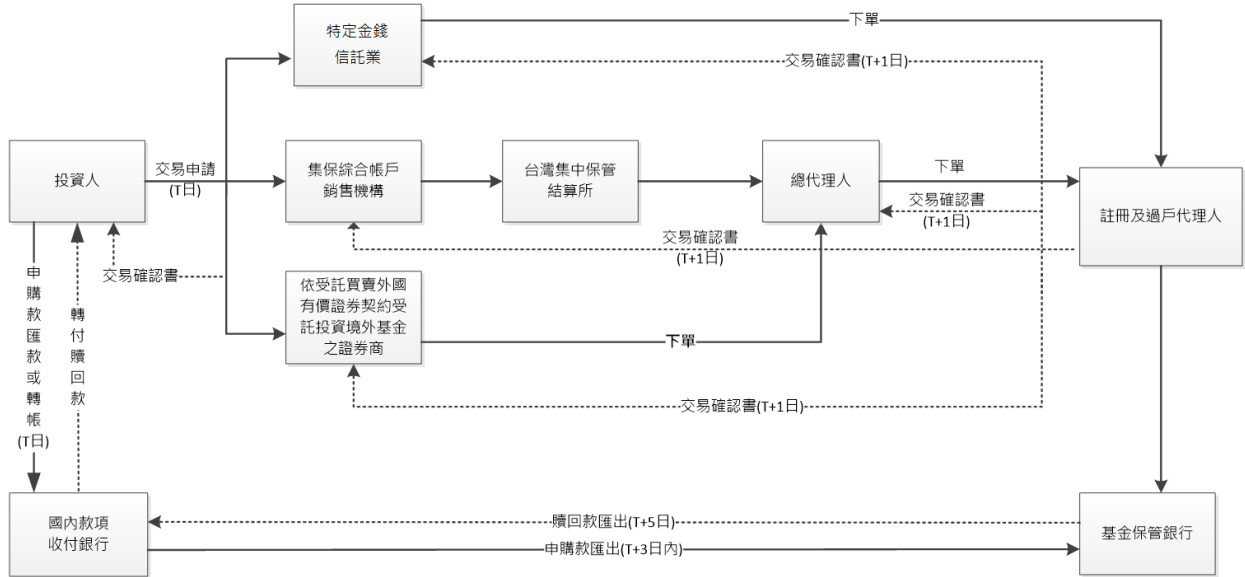 特定金錢
信託業
下單
交易確認書(T+1日)
投資人
交易申請
(T日)
集保綜合帳戶
銷售機構
台灣集中保管
結算所
總代理人
下單
註冊及過戶代理人
交易確認書
(T+1日)
交易確認書
(T+1日)
交易確認書
依受託買賣外國
有價證券契約受
託投資境外基金
之證券商
下單
交易確認書(T+1日)
申
購
款
匯
款
或
轉
帳
(T日)
轉
付
贖
回
款
國內款項
收付銀行
贖回款匯出(T+5日)
申購款匯出(T+3日內)
基金保管銀行